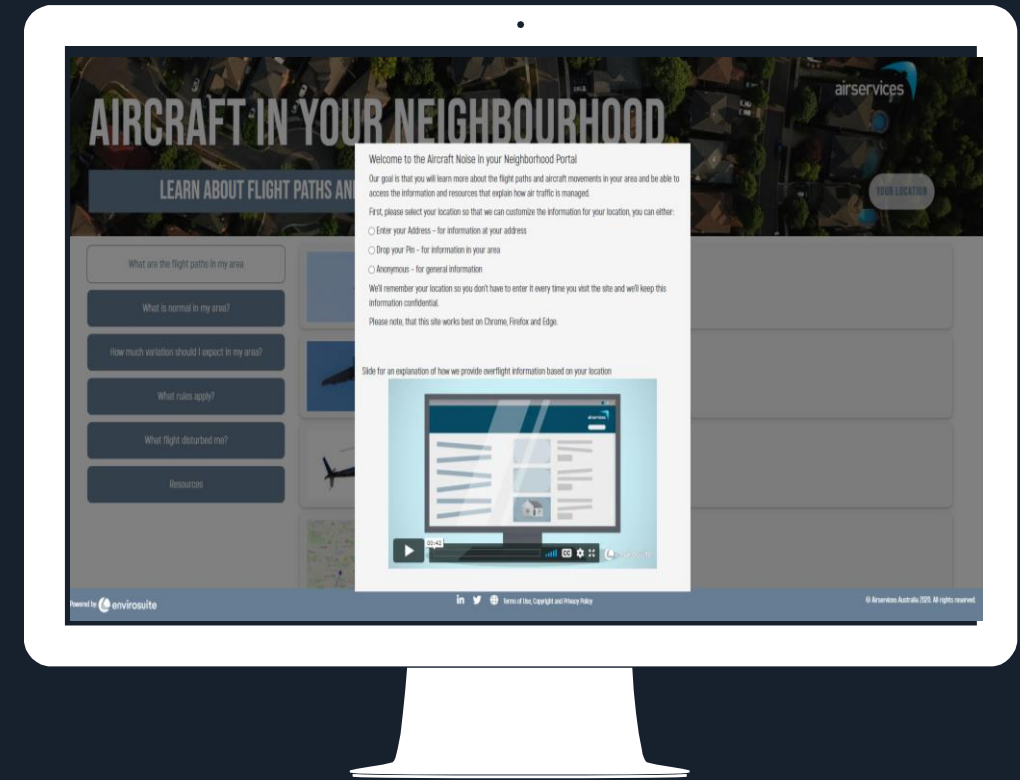 airservices
AIRCRAFT IN YOUR NEIGHBOURHOOD
LEARN ABOUT FLIGHT PATHS AN
YOUR LOCATION
What are the flight paths in my area
What is normal in my area?
How much variation should I expect in my area?
What rules apply?
What flight disturbed me?
Resources
Welcome to the Aircraft Noise in your Neighborhood Portal
Our goal is that you will learn more about the flight paths and aircraft movements in your area and be able to
access the information and resources that explain how air traffic is managed.
First, please select your location so that we can customize the information for your location, you can either:
Enter your Address - for information at your address
Drop your Pin - for information in your area
Anonymous - for general information
We'll remember your location so you don't have to enter it every time you visit the site and we'll keep this
information confidential.
Please note, that this site works best on Chrome, Firefox and Edge.
Slide for an explanation of how we provide overflight information based on your location
airservices
00:42
CC
Powered by envirosuite
in
Terms of Use, Copyright and Privacy Policy
© Airservices Australia 2020. All rights reserved.